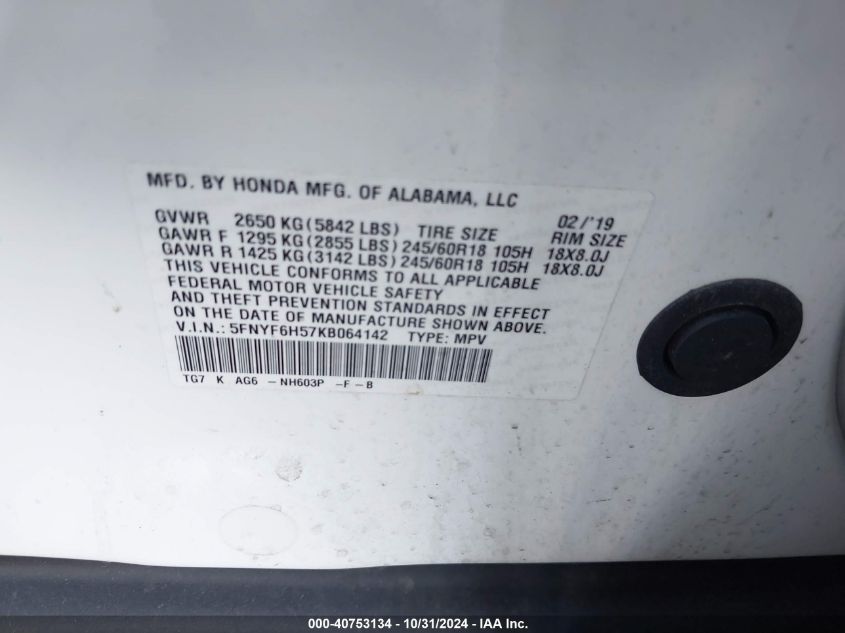 MFD. BY HONDA MFG. OF ALABAMA, LLC
GVWR 2650 KG (5842 LBS) TIRE SIZE 02/'19
GAWR F 1295 KG (2855 LBS) 245/60R18 105H RIM SIZE
GAWR R 1425 KG (3142 LBS) 245/60R18 105H 18X8.0J
18X8.0J
THIS VEHICLE CONFORMS TO ALL APPLICABLE
FEDERAL MOTOR VEHICLE SAFETY
AND THEFT PREVENTION STANDARDS IN EFFECT
ON THE DATE OF MANUFACTURE SHOWN ABOVE.
V.I.N.: 5FNYF6H57KB064142 TYPE: MPV
TG7 K AG6 - NH603P - F - B
000-40753134 - 10/31/2024 - IAA Inc.